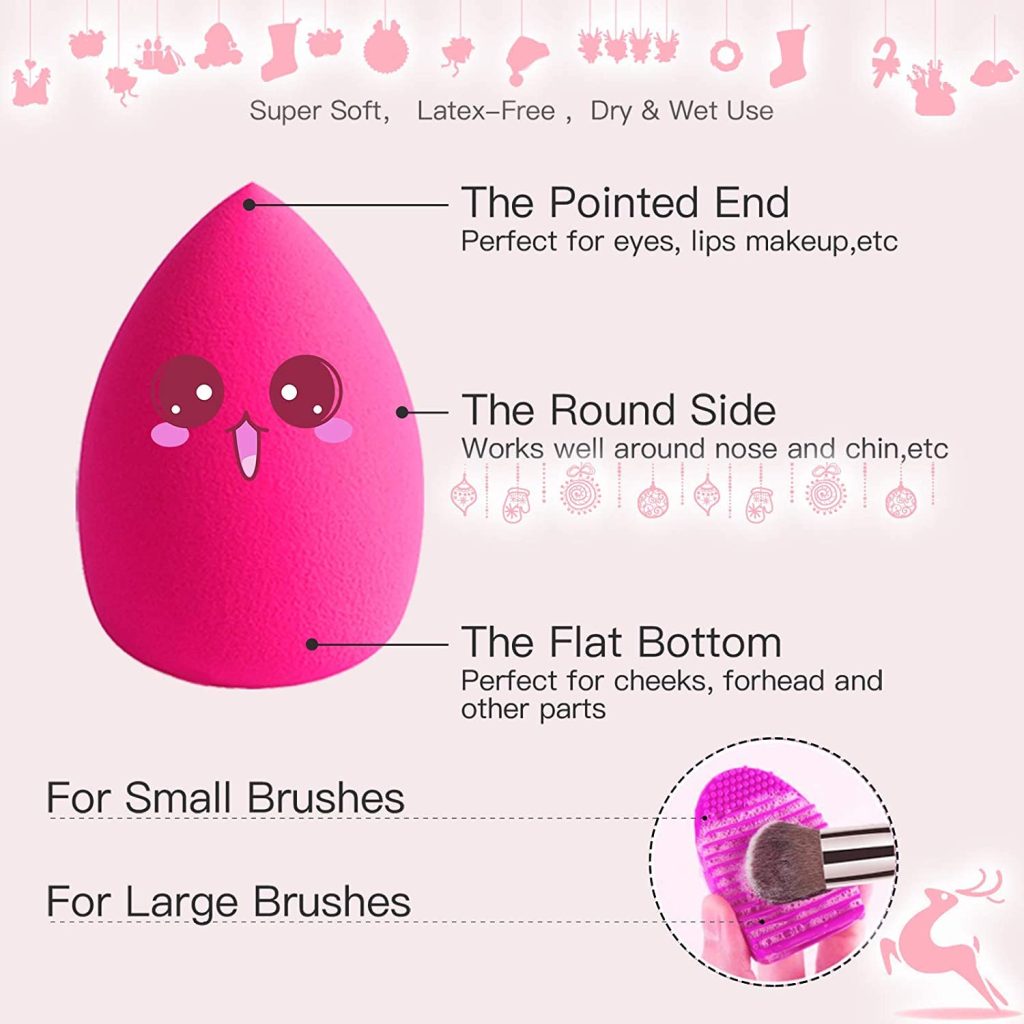 Super Soft, Latex-Free , Dry & Wet Use
The Pointed End
Perfect for eyes, lips makeup,etc
The Round Side
Works well around nose and chin,etc
The Flat Bottom
Perfect for cheeks, forhead and
other parts
For Small Brushes
For Large Brushes